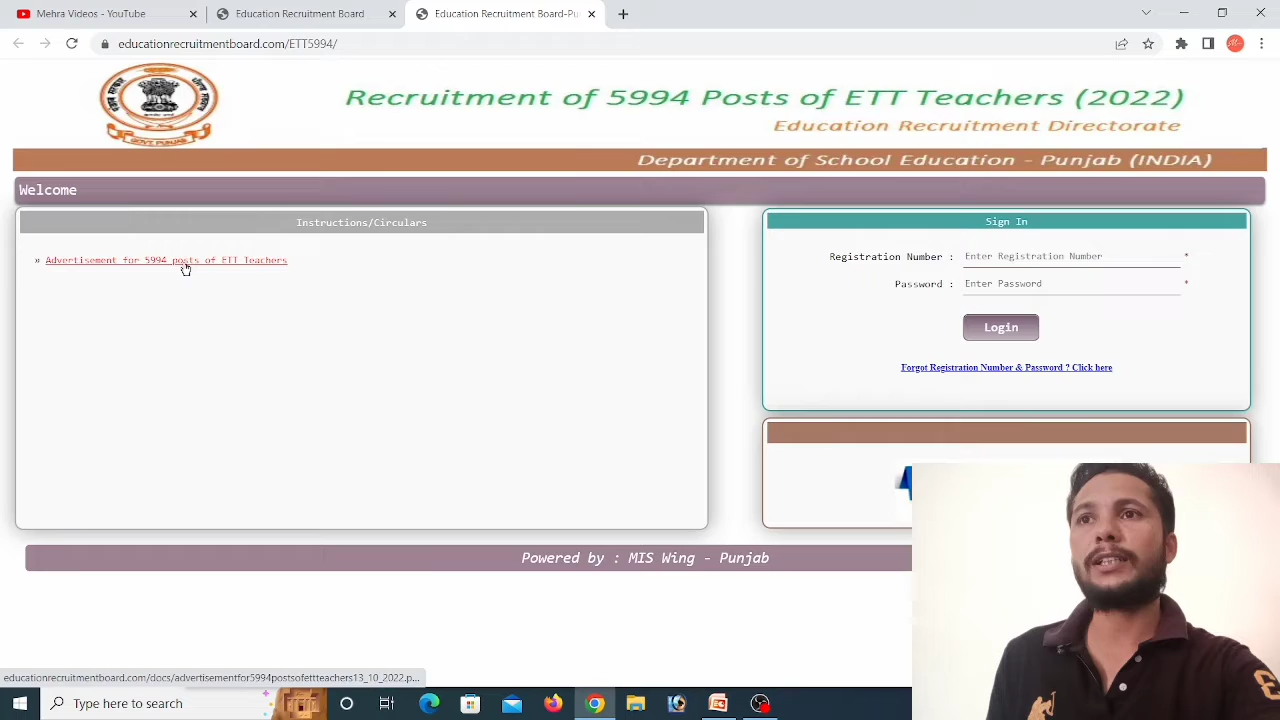 Mehra Views - YouTube
Education Recruitment Board
Education Recruitment Board-Pu
educationrecruitmentboard.com/ETT5994/
Recruitment of 5994 Posts of ETT Teachers (2022)
Education Recruitment Directorate
GOVT. PUNJAB
Department of School Education - Punjab (INDIA)
Welcome
Instructions/Circulars
» Advertisement for 5994 posts of ETT Teachers
Sign In
Registration Number : Enter Registration Number *
Password : Enter Password *
Login
Forgot Registration Number & Password ? Click here
Powered by : MIS Wing - Punjab
educationrecruitmentboard.com/docs/advertisementfor5994postsofettteachers13_10_2022.p...
Type here to search